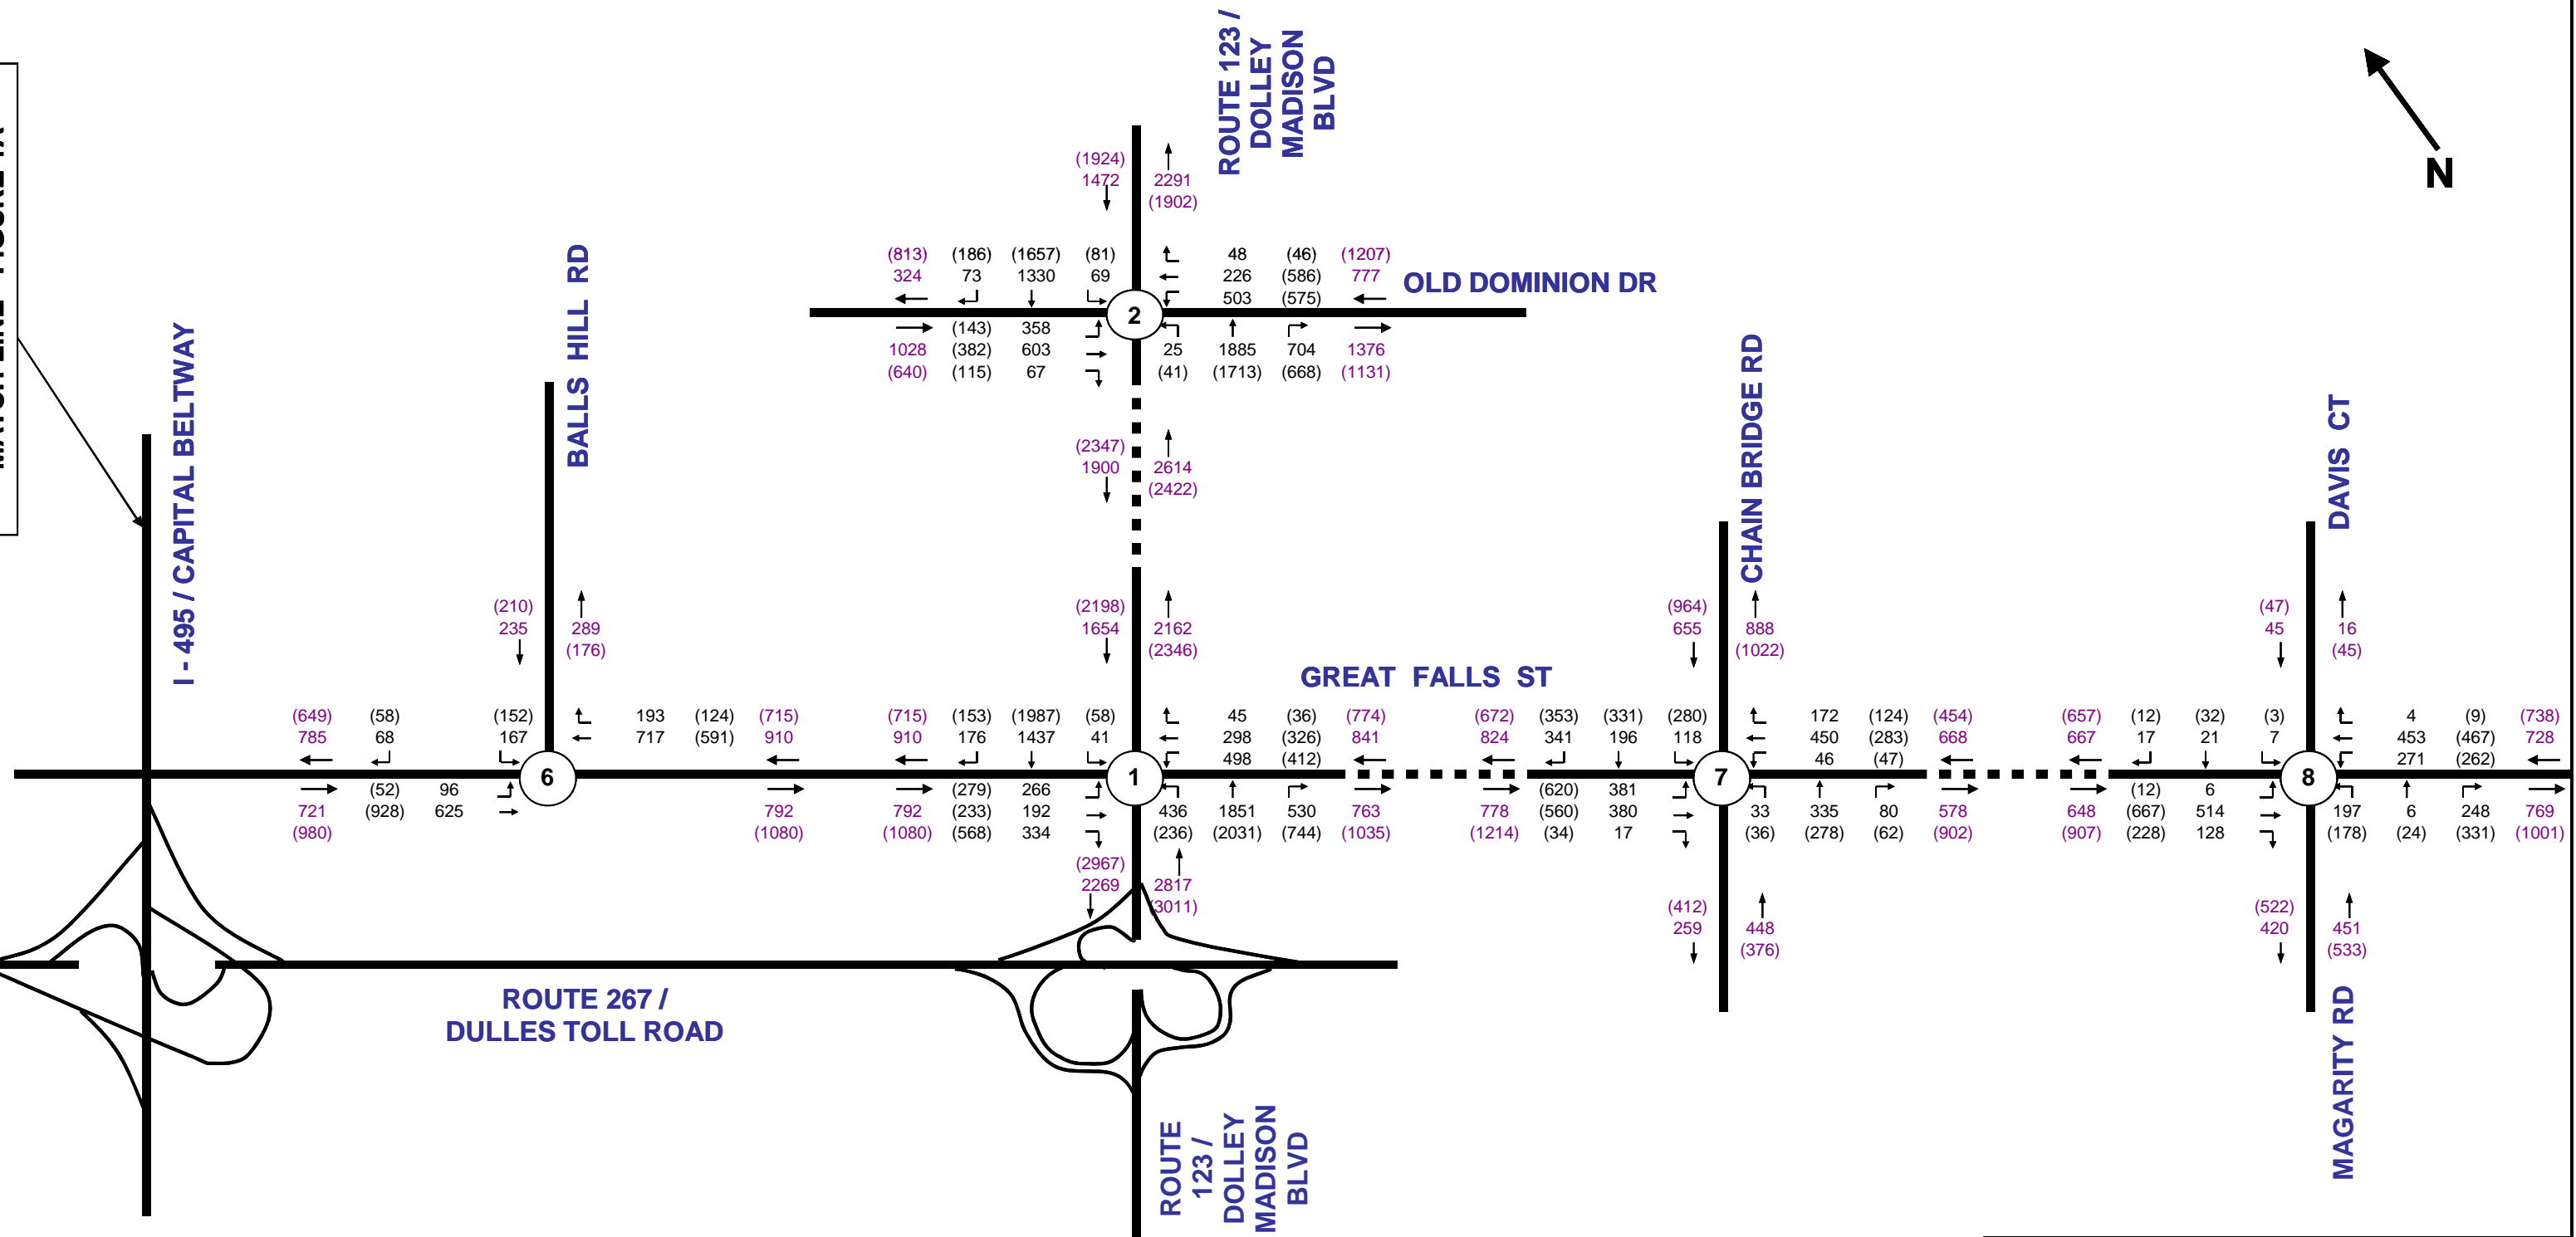 ROUTE 123 /
DOLLEY
MADISON
BLVD
N
(1924)
1472
2291
(1902)
(813) (186) (1657) (81) 48 (46) (1207)
324 73 1330 69 226 (586) 777
503 (575)
OLD DOMINION DR
2
(143) 358
1028 (382) 603 25 1885 704 1376
(640) (115) 67 (41) (1713) (668) (1131)
I - 495 / CAPITAL BELTWAY
BALLS HILL RD
CHAIN BRIDGE RD
DAVIS CT
(2347)
1900 2614
(2422)
(210) (2198) (964) (47)
235 289 1654 2162 655 888 45 16
(176) (2346) (1022) (45)
GREAT FALLS ST
(649) (58) (152) 193 (124) (715) (715) (153) (1987) (58) 45 (36) (774) (672) (353) (331) (280) 172 (124) (454) (657) (12) (32) (3) 4 (9) (738)
785 68 167 717 (591) 910 910 176 1437 41 298 (326) 841 824 341 196 118 450 (283) 668 667 17 21 7 453 (467) 728
498 (412) 46 (47) 271 (262)
6 1 7 8
(52) 96 (279) 266 (620) 381 (12) 6
721 (928) 625 792 792 (233) 192 436 1851 530 763 778 (560) 380 33 335 80 578 648 (667) 514 197 6 248 769
(980) (1080) (1080) (568) 334 (236) (2031) (744) (1035) (1214) (34) 17 (36) (278) (62) (902) (907) (228) 128 (178) (24) (331) (1001)
(2967)
2269 2817
(3011)
(412) (522)
259 448 420 451
(376) (533)
ROUTE 267 /
DULLES TOLL ROAD
ROUTE
123 /
DOLLEY
MADISON
BLVD
MAGARITY RD